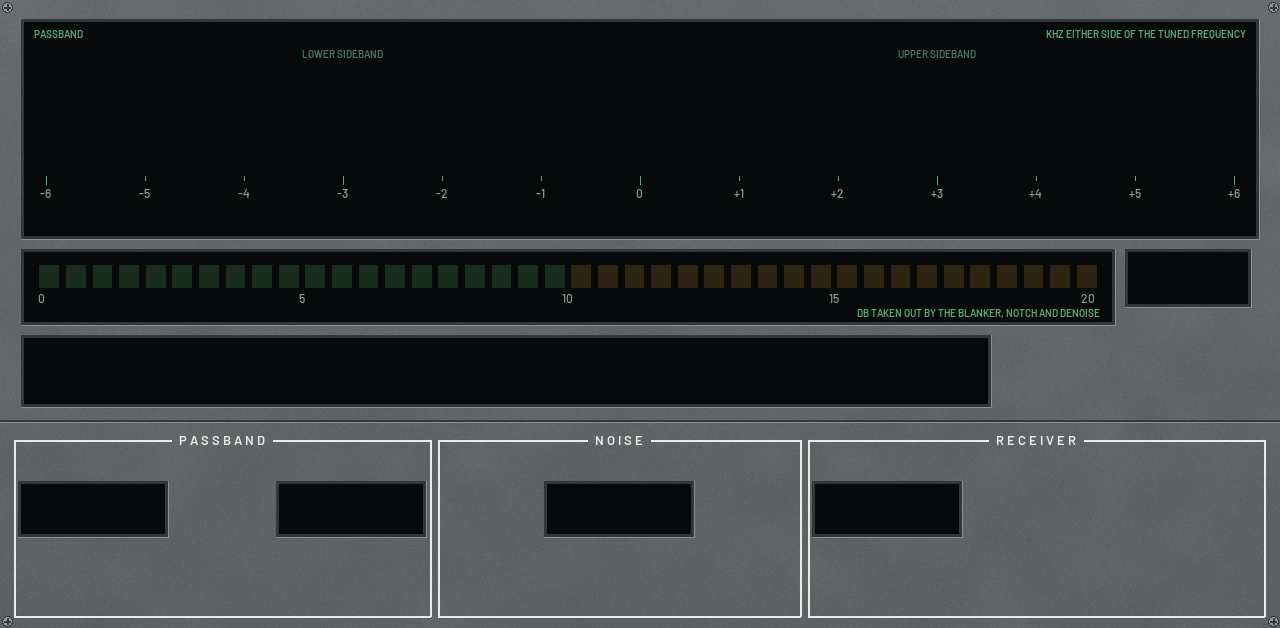 PASSBAND
KHZ EITHER SIDE OF THE TUNED FREQUENCY
LOWER SIDEBAND
UPPER SIDEBAND
-6 -5 -4 -3 -2 -1 0 +1 +2 +3 +4 +5 +6
0 5 10 15 20
DB TAKEN OUT BY THE BLANKER, NOTCH AND DENOISE
PASSBAND
NOISE
RECEIVER